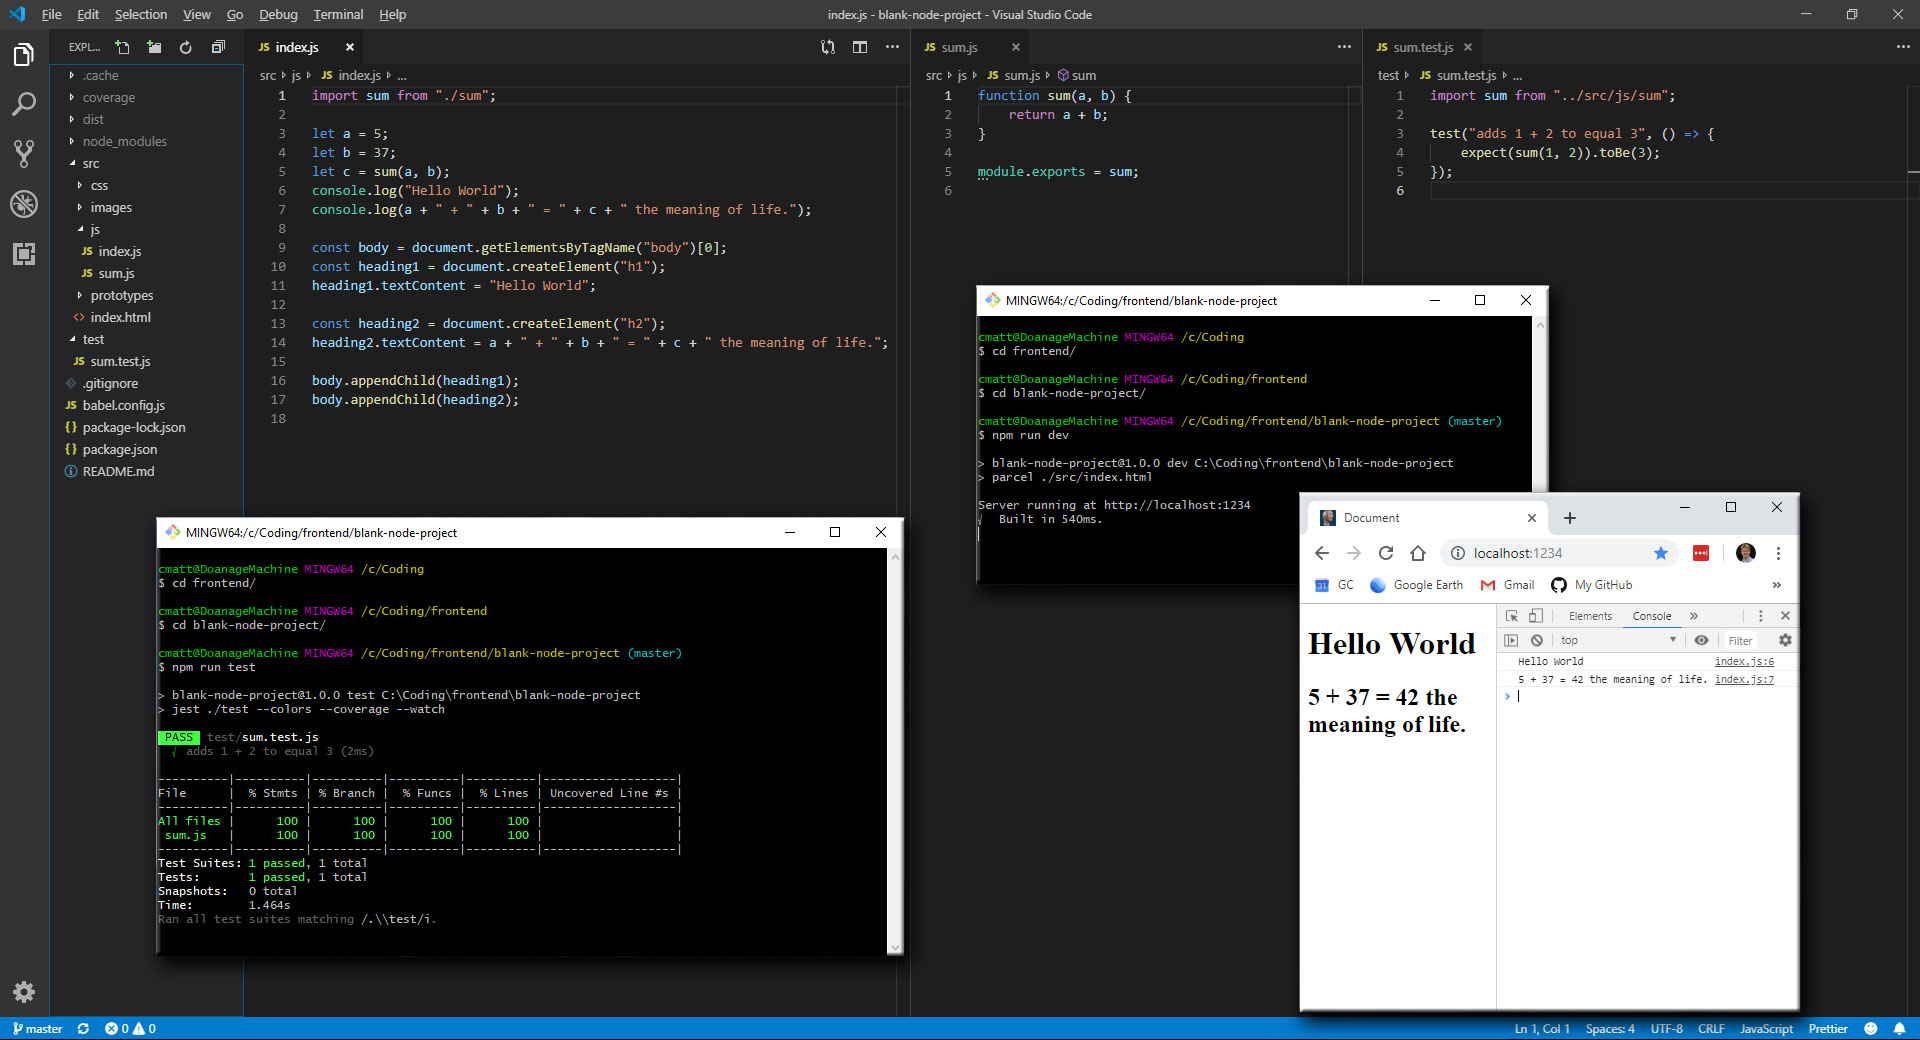 File Edit Selection View Go Debug Terminal Help
index.js - blank-node-project - Visual Studio Code
EXPL...
.cache
coverage
dist
node_modules
src
css
images
js
JS index.js
JS sum.js
prototypes
<> index.html
test
JS sum.test.js
.gitignore
JS babel.config.js
{} package-lock.json
{} package.json
README.md
JS index.js
src js JS index.js ...
1 import sum from "./sum";
2
3 let a = 5;
4 let b = 37;
5 let c = sum(a, b);
6 console.log("Hello World");
7 console.log(a + " + " + b + " = " + c + " the meaning of life.");
8
9 const body = document.getElementsByTagName("body")[0];
10 const heading1 = document.createElement("h1");
11 heading1.textContent = "Hello World";
12
13 const heading2 = document.createElement("h2");
14 heading2.textContent = a + " + " + b + " = " + c + " the meaning of life.";
15
16 body.appendChild(heading1);
17 body.appendChild(heading2);
18
JS sum.js
src js JS sum.js sum
1 function sum(a, b) {
2 return a + b;
3 }
4
5 module.exports = sum;
6
JS sum.test.js
test JS sum.test.js ...
1 import sum from "../src/js/sum";
2
3 test("adds 1 + 2 to equal 3", () => {
4 expect(sum(1, 2)).toBe(3);
5 });
6
MINGW64:/c/Coding/frontend/blank-node-project
cmatt@DoanageMachine MINGW64 /c/Coding
$ cd frontend/
cmatt@DoanageMachine MINGW64 /c/Coding/frontend
$ cd blank-node-project/
cmatt@DoanageMachine MINGW64 /c/Coding/frontend/blank-node-project (master)
$ npm run dev
> blank-node-project@1.0.0 dev C:\Coding\frontend\blank-node-project
> parcel ./src/index.html
Server running at http://localhost:1234
√ Built in 540ms.
MINGW64:/c/Coding/frontend/blank-node-project
cmatt@DoanageMachine MINGW64 /c/Coding
$ cd frontend/
cmatt@DoanageMachine MINGW64 /c/Coding/frontend
$ cd blank-node-project/
cmatt@DoanageMachine MINGW64 /c/Coding/frontend/blank-node-project (master)
$ npm run test
> blank-node-project@1.0.0 test C:\Coding\frontend\blank-node-project
> jest ./test --colors --coverage --watch
PASS test/sum.test.js
√ adds 1 + 2 to equal 3 (2ms)
----------|----------|----------|----------|----------|-------------------|
File | % Stmts | % Branch | % Funcs | % Lines | Uncovered Line #s |
----------|----------|----------|----------|----------|-------------------|
All files | 100 | 100 | 100 | 100 | |
sum.js | 100 | 100 | 100 | 100 | |
----------|----------|----------|----------|----------|-------------------|
Test Suites: 1 passed, 1 total
Tests: 1 passed, 1 total
Snapshots: 0 total
Time: 1.464s
Ran all test suites matching /.\\test/i.
Document
localhost:1234
31 GC Google Earth Gmail My GitHub »
Elements Console »
top Filter
Hello World
5 + 37 = 42 the
meaning of life.
Hello World index.js:6
5 + 37 = 42 the meaning of life. index.js:7
master 0 0
Ln 1, Col 1 Spaces: 4 UTF-8 CRLF JavaScript Prettier